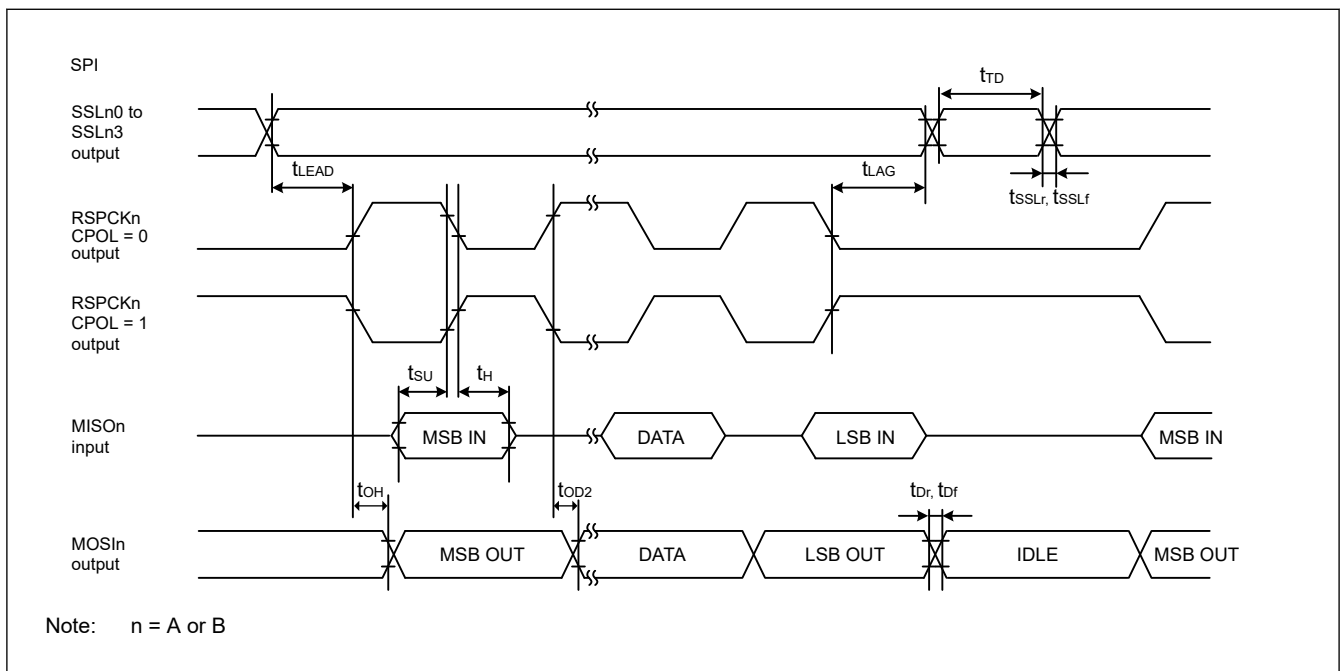 SPI
tTD
SSLn0 to
SSLn3
output
tLEAD
tLAG
tSSLr, tSSLf
RSPCKn
CPOL = 0
output
RSPCKn
CPOL = 1
output
tSU
tH
MISOn
input
MSB IN
DATA
LSB IN
MSB IN
tOH
tOD2
tDr, tDf
MOSIn
output
MSB OUT
DATA
LSB OUT
IDLE
MSB OUT
Note: n = A or B